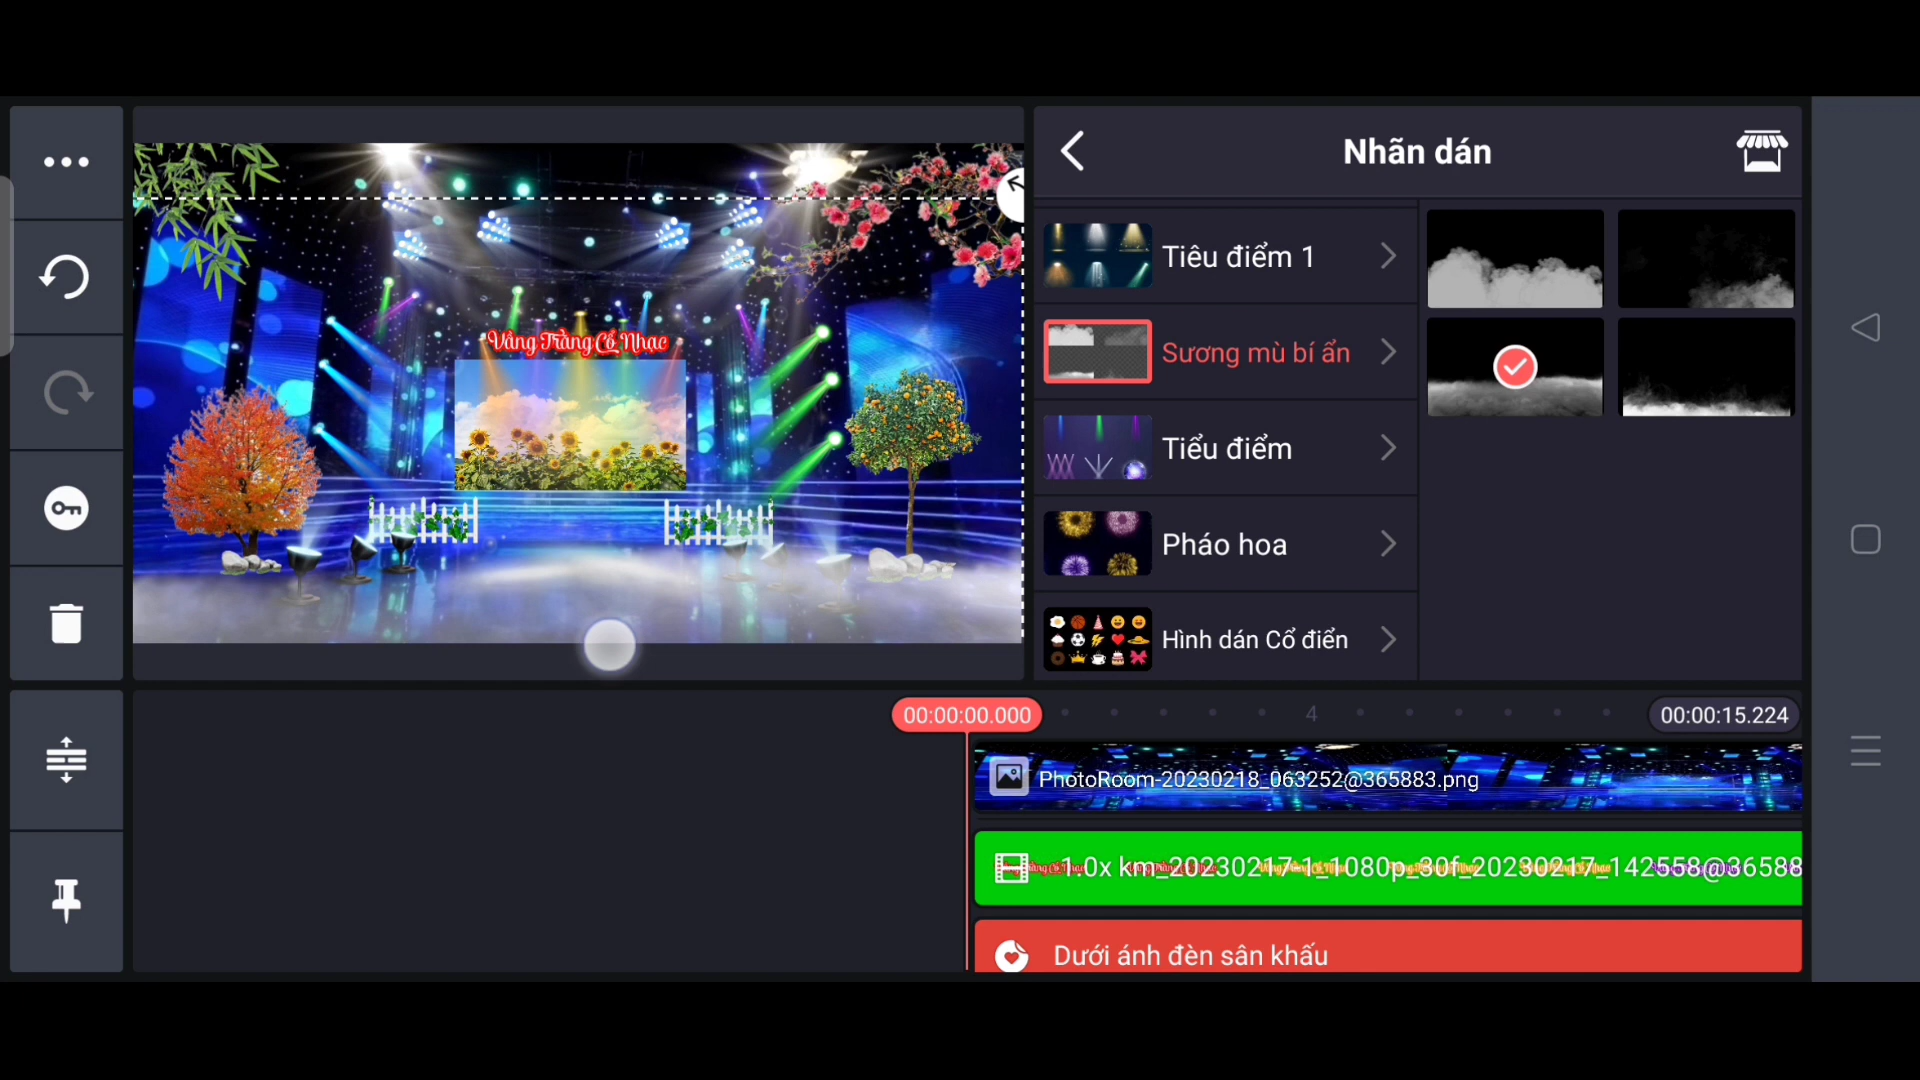 Nhãn dán
Vầng Trăng Cổ Nhạc
Tiêu điểm 1
Sương mù bí ẩn
Tiểu điểm
Pháo hoa
Hình dán Cổ điển
00:00:00.000
4
00:00:15.224
PhotoRoom-20230218_063252@365883.png
1.0x km_20230217-1_1080p_30f_20230217_142558@36588
Dưới ánh đèn sân khấu